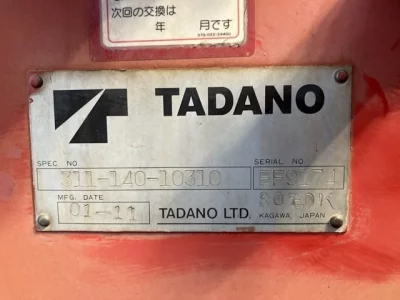 次回の交換は
年 月です
TADANO
SPEC NO SERIAL NO
-140-10310
MFG. DATE
01-11
TADANO LTD. KAGAWA, JAPAN